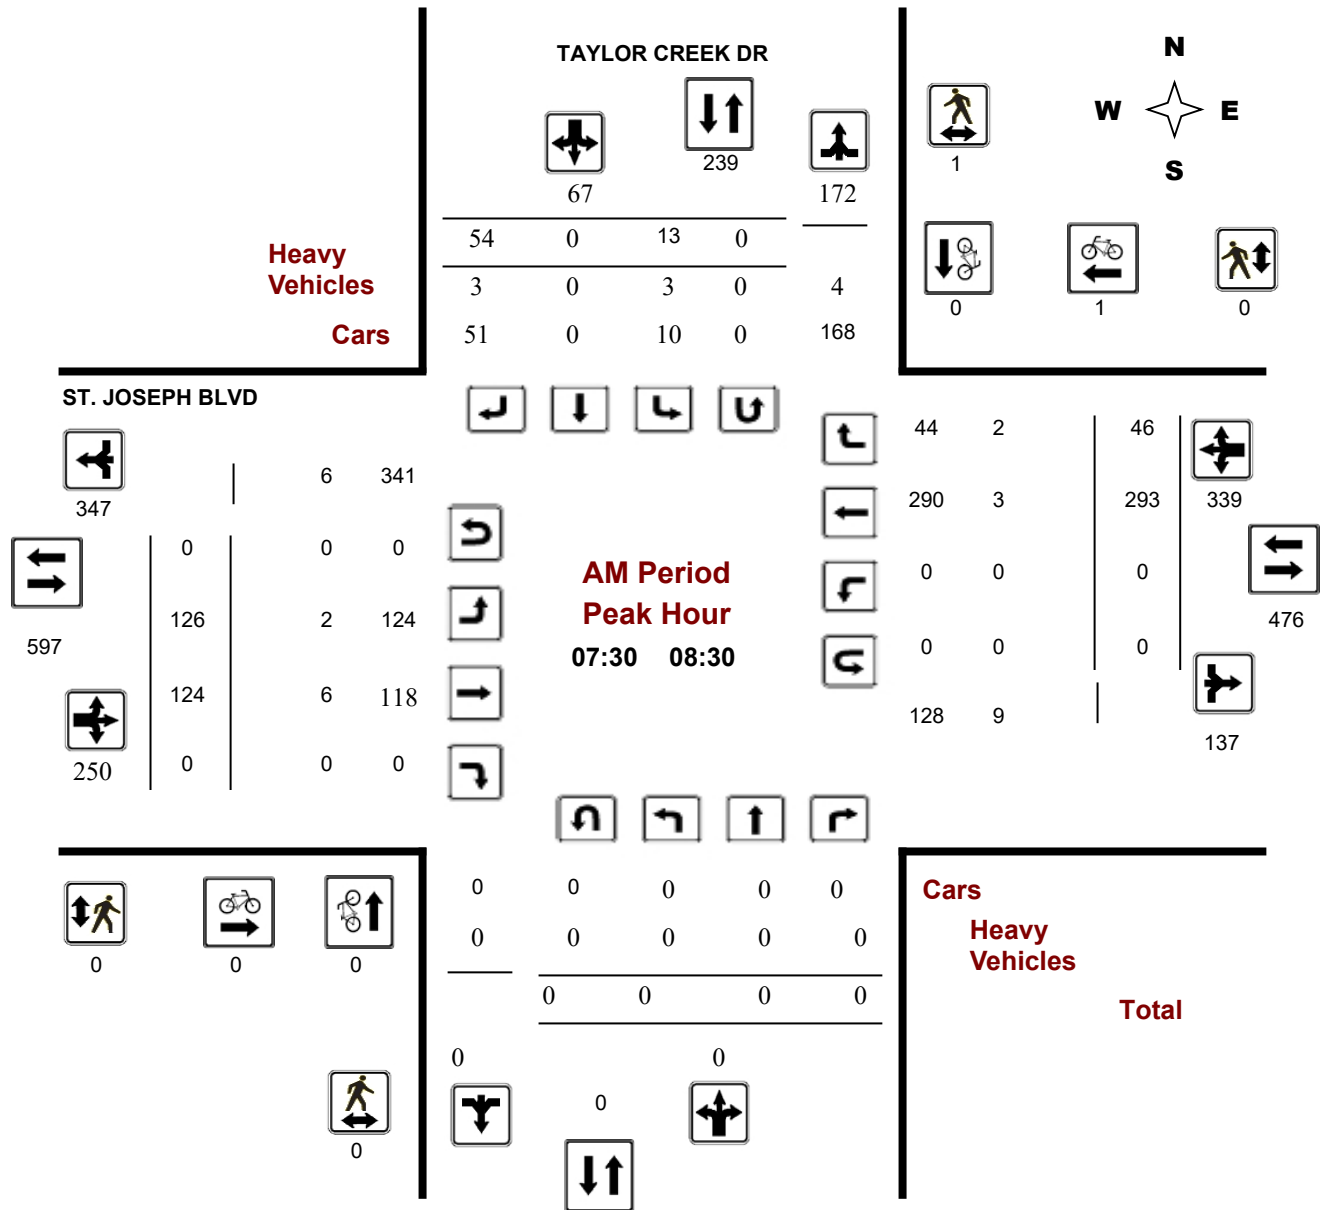 TAYLOR CREEK DR
N
W E
S
239
1
67
172
54 0 13 0
Heavy
Vehicles
3 0 3 0 4
0 1 0
Cars
51 0 10 0 168
ST. JOSEPH BLVD
44 2 46
6 341
347
290 3 293 339
0 0 0
AM Period
0 0 0
Peak Hour
126 2 124
476
597
07:30 08:30
0 0 0
124 6 118
128 9
137
250 0 0 0
0 0 0 0 0
Cars
0 0 0 0 0
Heavy
Vehicles
0 0 0
0 0 0 0
Total
0 0
0
0